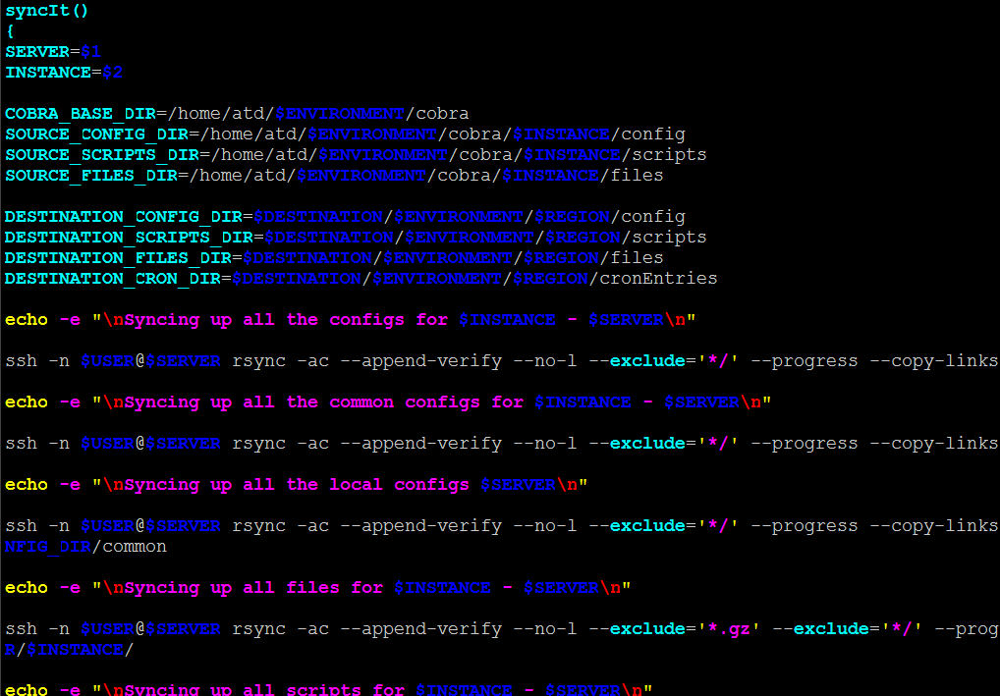 syncIt()
{
SERVER=$1
INSTANCE=$2
COBRA_BASE_DIR=/home/atd/$ENVIRONMENT/cobra
SOURCE_CONFIG_DIR=/home/atd/$ENVIRONMENT/cobra/$INSTANCE/config
SOURCE_SCRIPTS_DIR=/home/atd/$ENVIRONMENT/cobra/$INSTANCE/scripts
SOURCE_FILES_DIR=/home/atd/$ENVIRONMENT/cobra/$INSTANCE/files
DESTINATION_CONFIG_DIR=$DESTINATION/$ENVIRONMENT/$REGION/config
DESTINATION_SCRIPTS_DIR=$DESTINATION/$ENVIRONMENT/$REGION/scripts
DESTINATION_FILES_DIR=$DESTINATION/$ENVIRONMENT/$REGION/files
DESTINATION_CRON_DIR=$DESTINATION/$ENVIRONMENT/$REGION/cronEntries
echo -e "\nSyncing up all the configs for $INSTANCE - $SERVER\n"
ssh -n $USER@$SERVER rsync -ac --append-verify --no-l --exclude='*/' --progress --copy-links
echo -e "\nSyncing up all the common configs for $INSTANCE - $SERVER\n"
ssh -n $USER@$SERVER rsync -ac --append-verify --no-l --exclude='*/' --progress --copy-links
echo -e "\nSyncing up all the local configs $SERVER\n"
ssh -n $USER@$SERVER rsync -ac --append-verify --no-l --exclude='*/' --progress --copy-links
NFIG_DIR/common
echo -e "\nSyncing up all files for $INSTANCE - $SERVER\n"
ssh -n $USER@$SERVER rsync -ac --append-verify --no-l --exclude='*.gz' --exclude='*/' --prog
R/$INSTANCE/
echo -e "\nSyncing up all scripts for $INSTANCE - $SERVER\n"